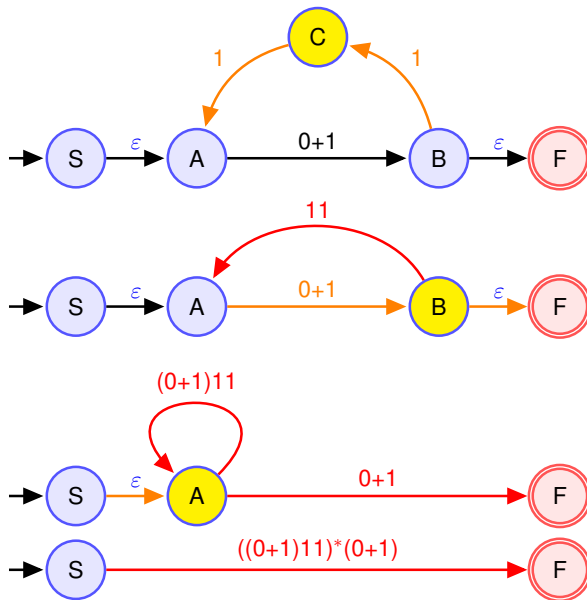 C
1 1
S ε A 0+1 B ε F
11
S ε A 0+1 B ε F
(0+1)11
S ε A 0+1 F
S ((0+1)11)*(0+1) F